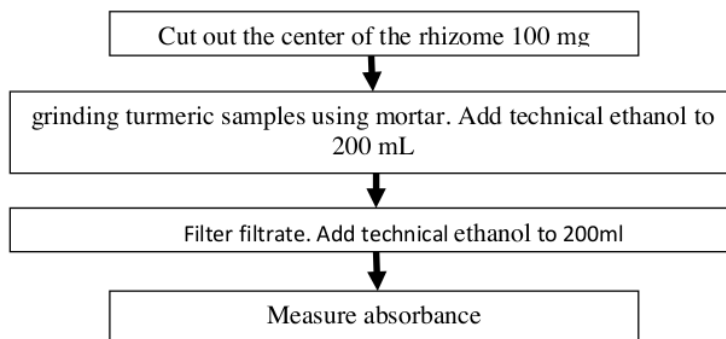 Cut out the center of the rhizome 100 mg
grinding turmeric samples using mortar. Add technical ethanol to
200 mL
Filter filtrate. Add technical ethanol to 200ml
Measure absorbance